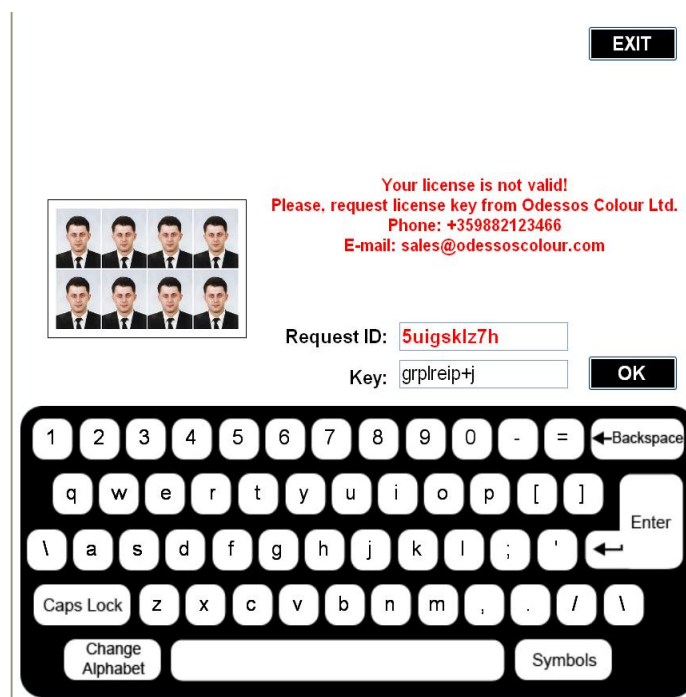 EXIT
Your license is not valid!
Please, request license key from Odessos Colour Ltd.
Phone: +359882123466
E-mail: sales@odessoscolour.com
Request ID: 5uigsklz7h
Key: grplreip+j OK
1 2 3 4 5 6 7 8 9 0 - = Backspace
q w e r t y u i o p [ ]
Enter
\ a s d f g h j k l ; '
Caps Lock z x c v b n m , . / \
Change
Alphabet
Symbols